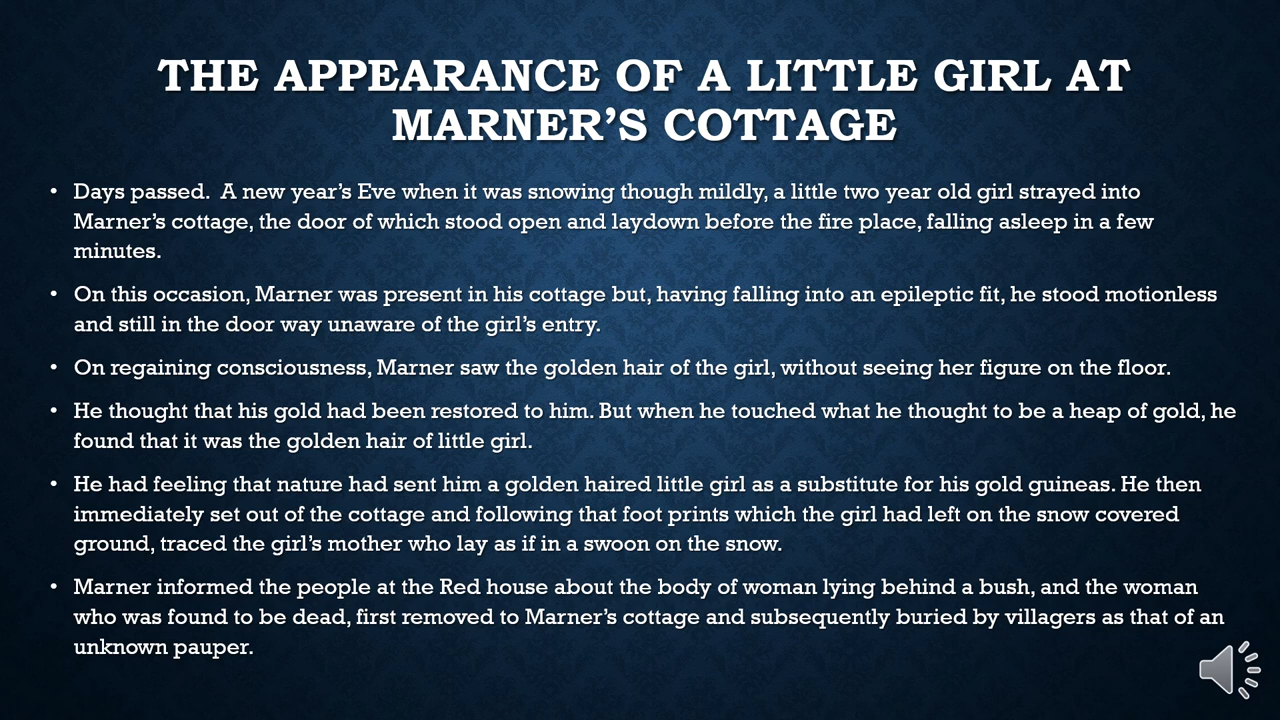 THE APPEARANCE OF A LITTLE GIRL AT
MARNER’S COTTAGE
• Days passed.  A new year’s Eve when it was snowing though mildly, a little two year old girl strayed into
Marner’s cottage, the door of which stood open and laydown before the fire place, falling asleep in a few
minutes.
• On this occasion, Marner was present in his cottage but, having falling into an epileptic fit, he stood motionless
and still in the door way unaware of the girl’s entry.
• On regaining consciousness, Marner saw the golden hair of the girl, without seeing her figure on the floor.
• He thought that his gold had been restored to him. But when he touched what he thought to be a heap of gold, he
found that it was the golden hair of little girl.
• He had feeling that nature had sent him a golden haired little girl as a substitute for his gold guineas. He then
immediately set out of the cottage and following that foot prints which the girl had left on the snow covered
ground, traced the girl’s mother who lay as if in a swoon on the snow.
• Marner informed the people at the Red house about the body of woman lying behind a bush, and the woman
who was found to be dead, first removed to Marner’s cottage and subsequently buried by villagers as that of an
unknown pauper.